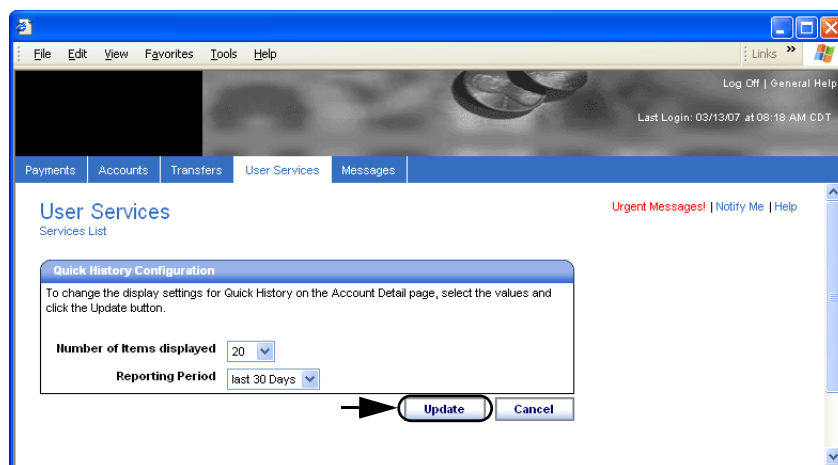 File Edit View Favorites Tools Help Links »
Log Off | General Help
Last Login: 03/13/07 at 08:18 AM CDT
Payments Accounts Transfers User Services Messages
User Services
Urgent Messages! | Notify Me | Help
Services List
Quick History Configuration
To change the display settings for Quick History on the Account Detail page, select the values and
click the Update button.
Number of Items displayed 20
Reporting Period last 30 Days
Update Cancel